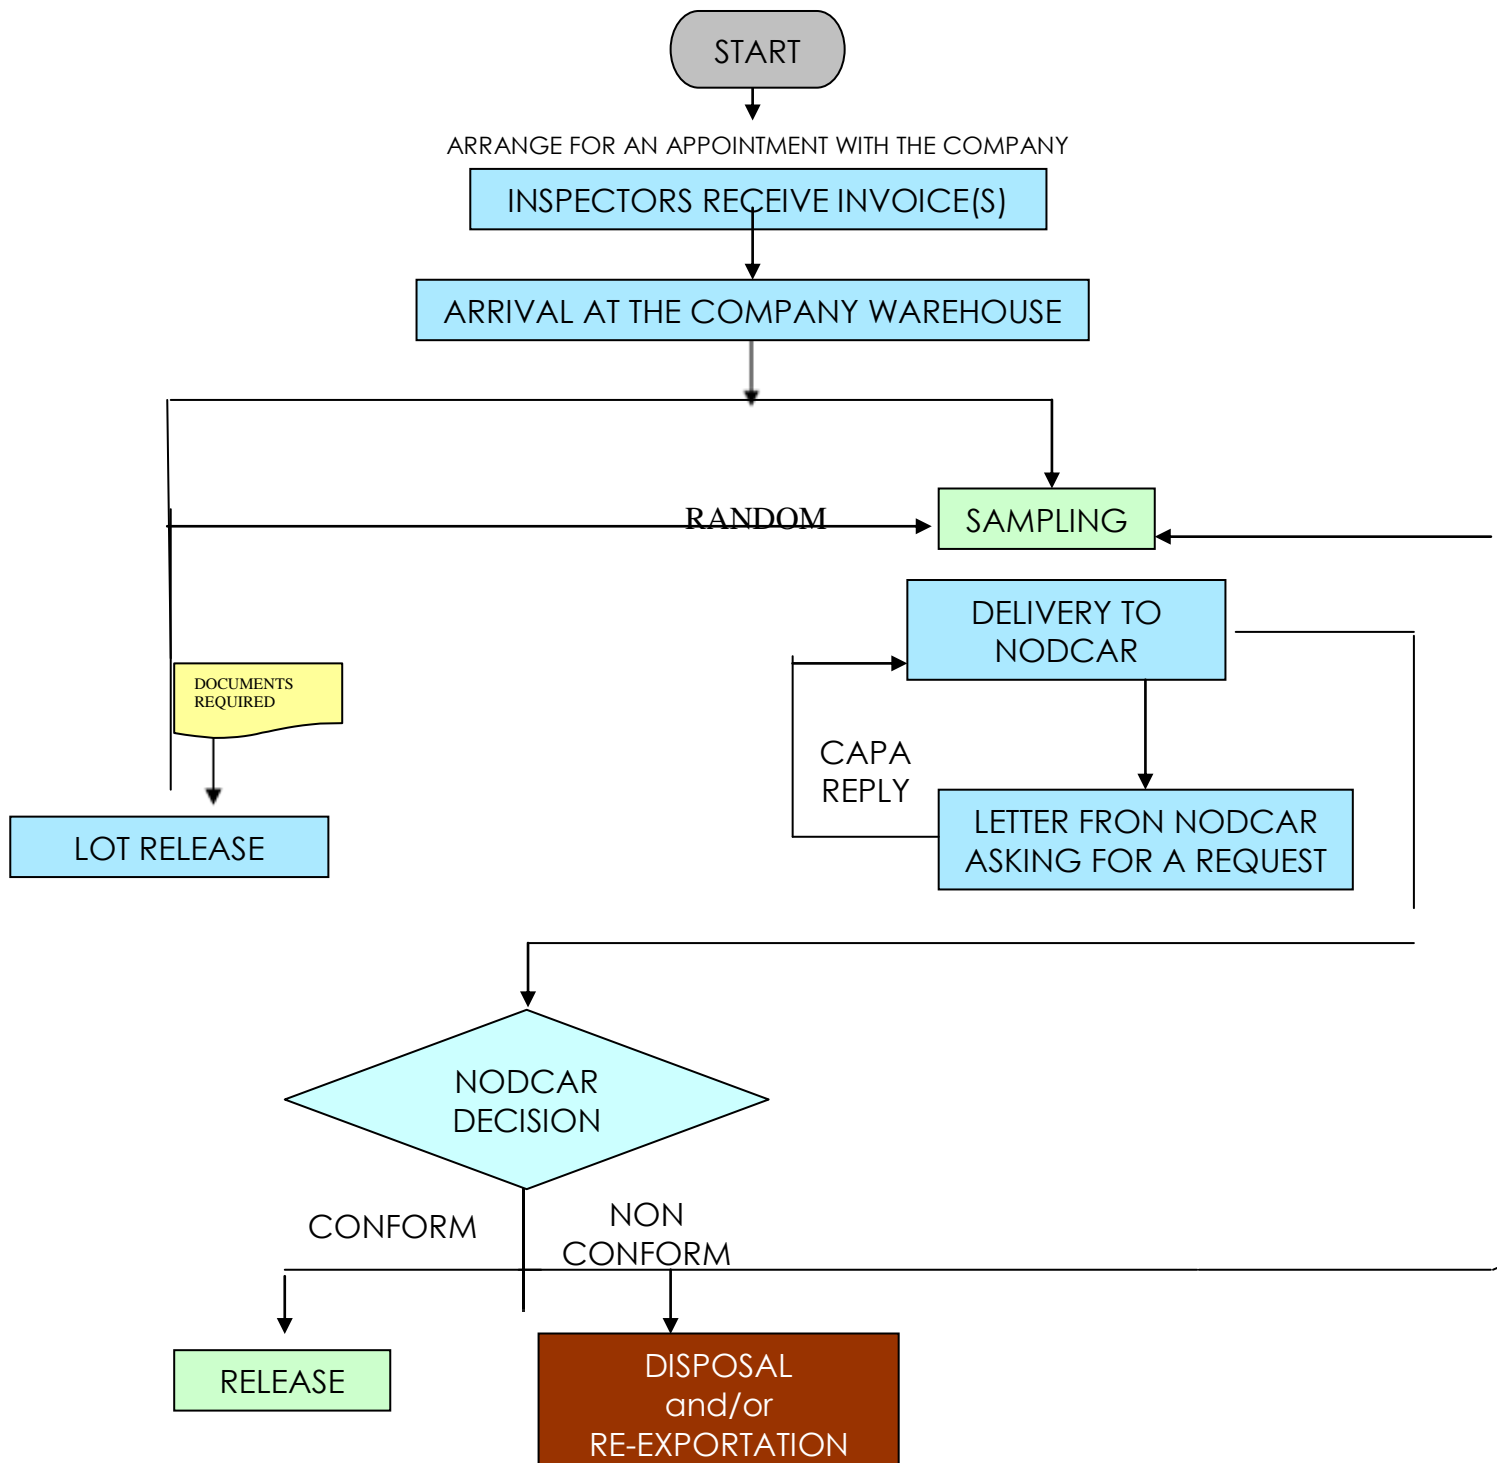 START
ARRANGE FOR AN APPOINTMENT WITH THE COMPANY
INSPECTORS RECEIVE INVOICE(S)
ARRIVAL AT THE COMPANY WAREHOUSE
RANDOM
SAMPLING
DELIVERY TO
NODCAR
DOCUMENTS
REQUIRED
CAPA
REPLY
LETTER FRON NODCAR
ASKING FOR A REQUEST
LOT RELEASE
NODCAR
DECISION
CONFORM
NON
CONFORM
RELEASE
DISPOSAL
and/or
RE-EXPORTATION